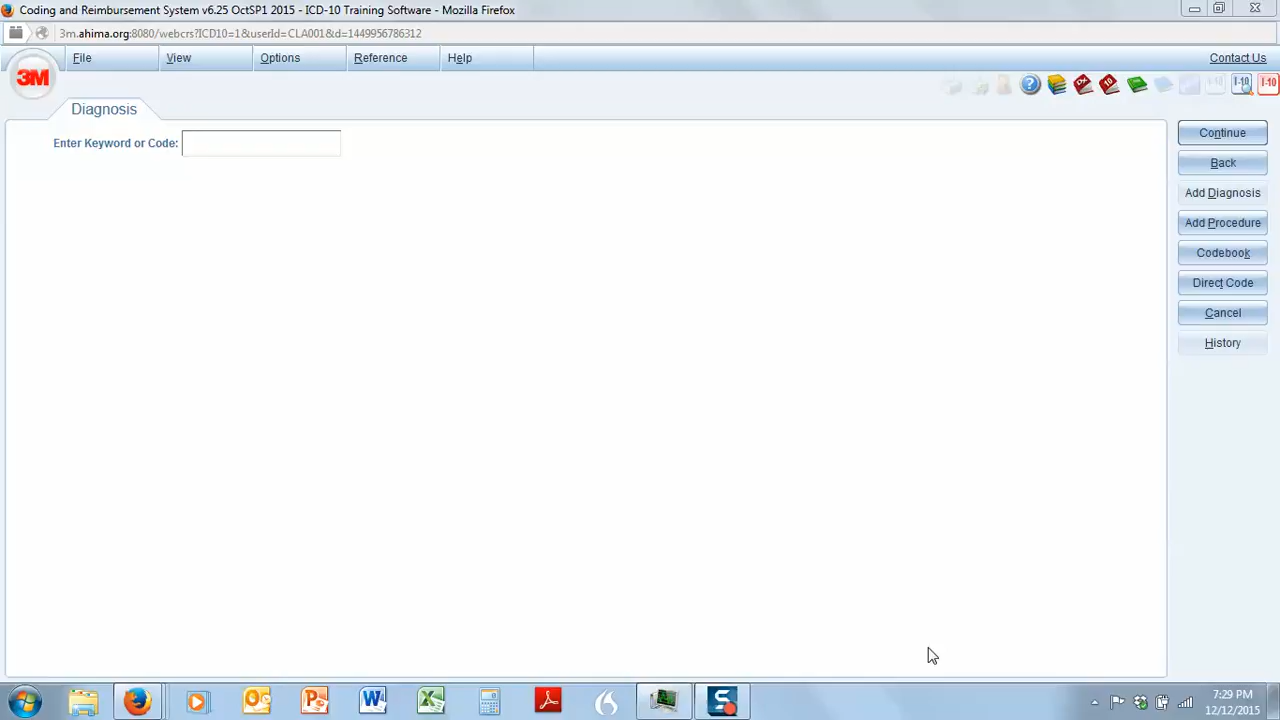 Coding and Reimbursement System v6.25 OctSP1 2015 - ICD-10 Training Software - Mozilla Firefox
3m.ahima.org:8080/webcrs?ICD10=1&userId=CLA001&d=1449956786312
3M File View Options Reference Help Contact Us
Diagnosis
Enter Keyword or Code:
Continue
Back
Add Diagnosis
Add Procedure
Codebook
Direct Code
Cancel
History
7:29 PM
12/12/2015